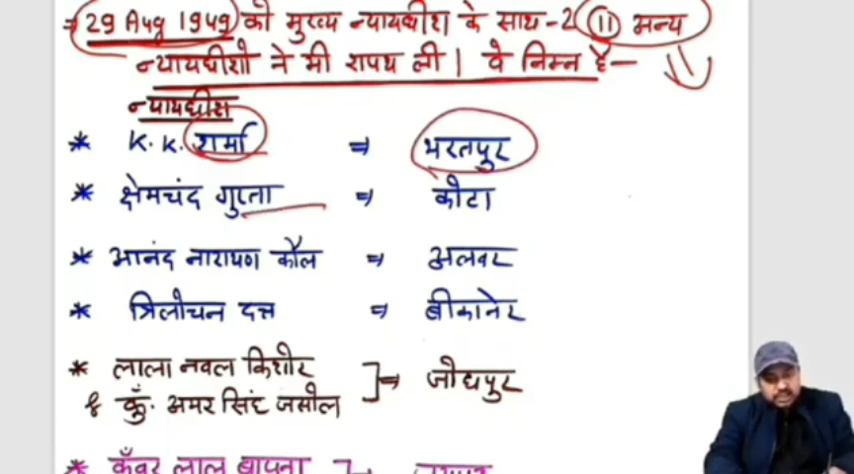 → 29 Aug 1949 को मुख्य न्यायधीश के साथ-2 11 अन्य
न्यायधीशो ने भी शपथ ली। वे निम्न है—
न्यायधीश
* K. K. शर्मा ⇒ भरतपुर
* क्षेमचंद गुप्ता ⇒ कोटा
* आनंद नारायण कौल ⇒ अलवर
* त्रिलोचन दत्त ⇒ बीकानेर
* लाला नवल किशोर
& कुँ. अमर सिंह जसोल ]⇒ जोधपुर
* कँवर लाल बापना